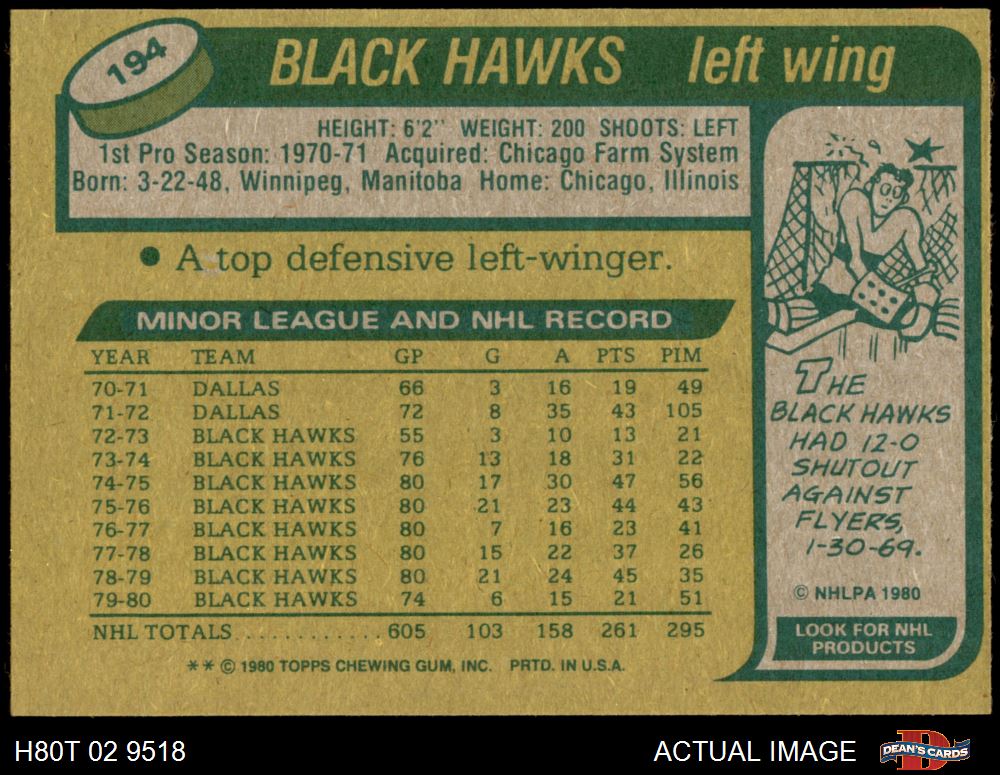 194
BLACK HAWKS left wing
HEIGHT: 6'2" WEIGHT: 200 SHOOTS: LEFT
1st Pro Season: 1970-71 Acquired: Chicago Farm System
Born: 3-22-48, Winnipeg, Manitoba Home: Chicago, Illinois
• A top defensive left-winger.
MINOR LEAGUE AND NHL RECORD
YEAR TEAM GP G A PTS PIM
70-71 DALLAS 66 3 16 19 49
71-72 DALLAS 72 8 35 43 105
72-73 BLACK HAWKS 55 3 10 13 21
73-74 BLACK HAWKS 76 13 18 31 22
74-75 BLACK HAWKS 80 17 30 47 56
75-76 BLACK HAWKS 80 21 23 44 43
76-77 BLACK HAWKS 80 7 16 23 41
77-78 BLACK HAWKS 80 15 22 37 26
78-79 BLACK HAWKS 80 21 24 45 35
79-80 BLACK HAWKS 74 6 15 21 51
NHL TOTALS............605 103 158 261 295
** © 1980 TOPPS CHEWING GUM, INC. PRTD. IN U.S.A.
THE
BLACK HAWKS
HAD 12-0
SHUTOUT
AGAINST
FLYERS,
1-30-69.
© NHLPA 1980
LOOK FOR NHL
PRODUCTS
H80T 02 9518
ACTUAL IMAGE
DEAN'S CARDS